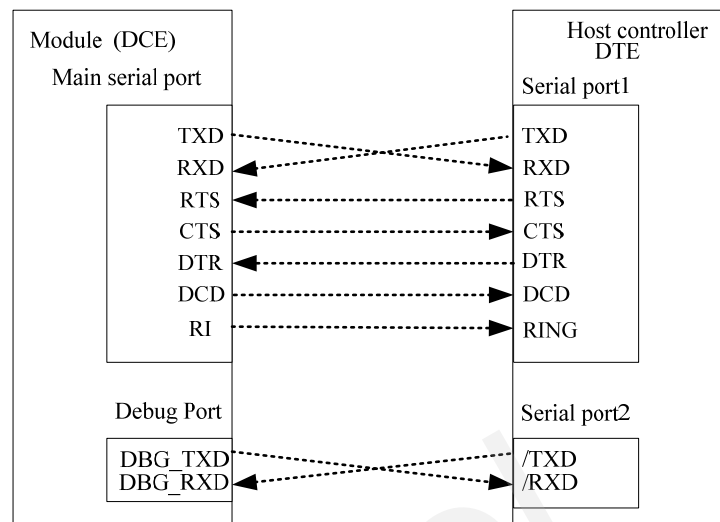 Module (DCE)
Host controller
DTE
Main serial port
Serial port1
TXD
TXD
RXD
RXD
RTS
RTS
CTS
CTS
DTR
DTR
DCD
DCD
RI
RING
Debug Port
Serial port2
DBG_TXD
/TXD
DBG_RXD
/RXD